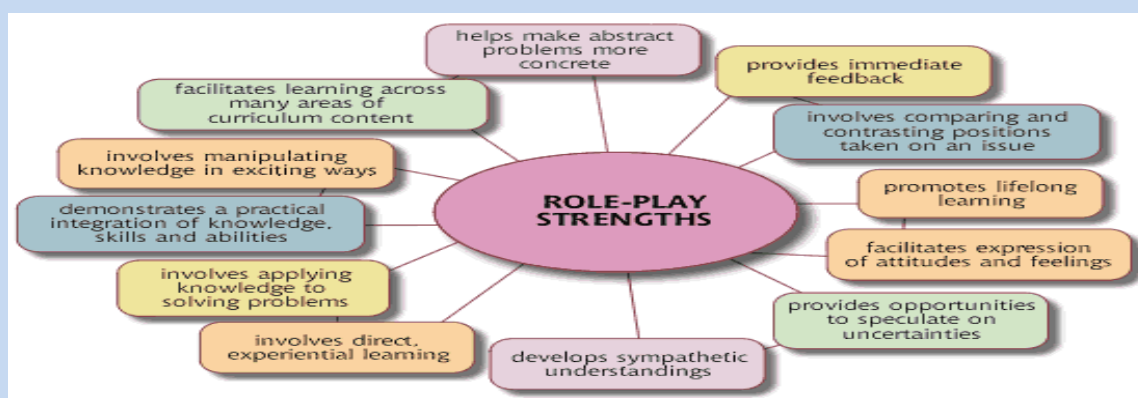 helps make abstract
problems more
concrete
provides immediate
feedback
facilitates learning across
many areas of
curriculum content
involves comparing and
contrasting positions
taken on an issue
involves manipulating
knowledge in exciting ways
ROLE-PLAY
STRENGTHS
promotes lifelong
learning
demonstrates a practical
integration of knowledge,
skills and abilities
facilitates expression
of attitudes and feelings
involves applying
knowledge to
solving problems
provides opportunities
to speculate on
uncertainties
involves direct,
experiential learning
develops sympathetic
understandings